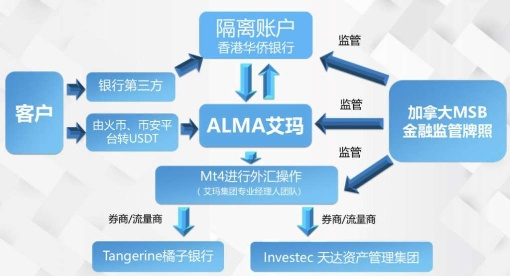 隔离账户
香港华侨银行
监管
客户
银行第三方
监管
加拿大MSB
金融监管牌照
由火币、币安平
台转USDT
ALMA艾玛
监管
Mt4进行外汇操作
（艾玛集团专业经理人团队）
券商/流量商
券商/流量商
Tangerine橘子银行
Investec 天达资产管理集团